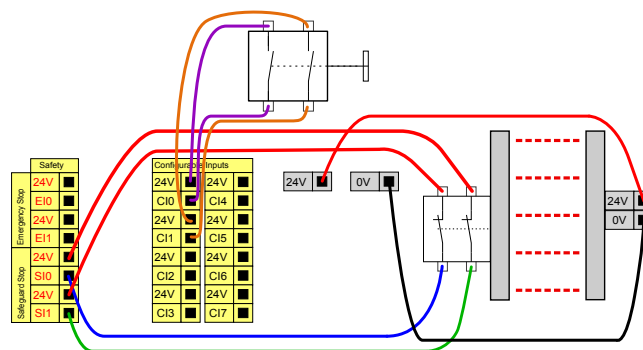 Safety
Emergency Stop
24V
EI0
24V
EI1
Safeguard Stop
24V
SI0
24V
SI1
Configurable Inputs
24V
CI0
24V
CI1
24V
CI2
24V
CI3
24V
CI4
24V
CI5
24V
CI6
24V
CI7
24V
0V
24V
0V